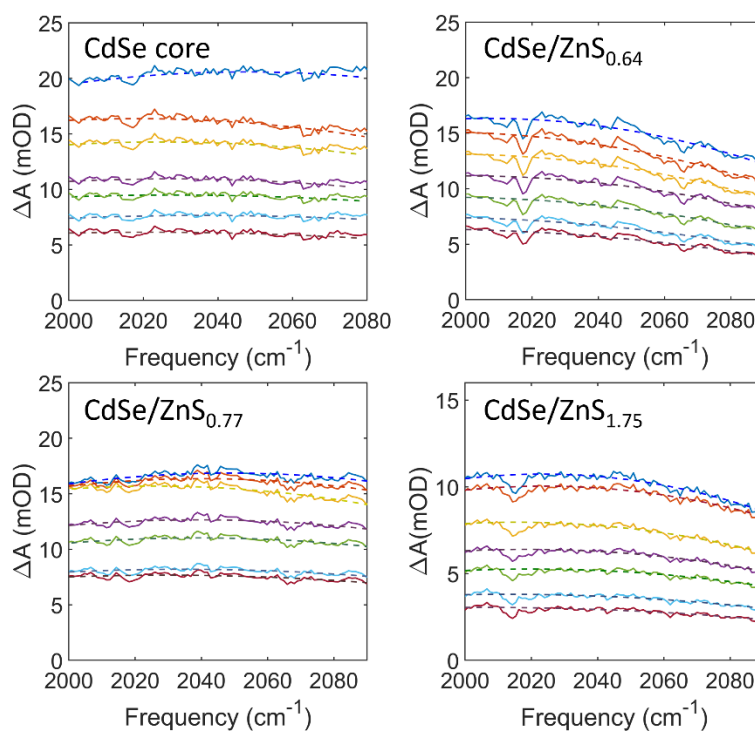 CdSe core
ΔA (mOD)
25
20
15
10
5
0
2000 2020 2040 2060 2080
Frequency (cm-1)
CdSe/ZnS0.64
ΔA (mOD)
25
20
15
10
5
0
2000 2020 2040 2060 2080
Frequency (cm-1)
CdSe/ZnS0.77
ΔA (mOD)
25
20
15
10
5
0
2000 2020 2040 2060 2080
Frequency (cm-1)
CdSe/ZnS1.75
ΔA(mOD)
15
10
5
0
2000 2020 2040 2060 2080
Frequency (cm-1)